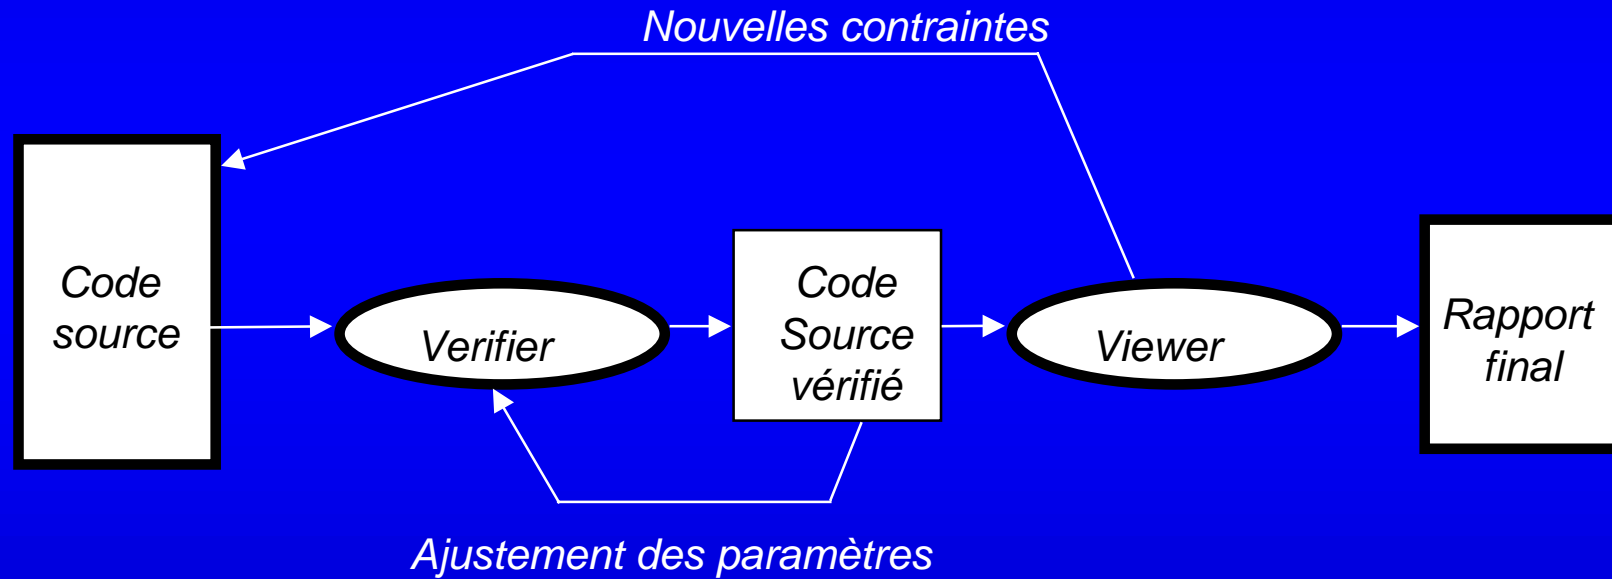 Nouvelles contraintes
Code
source
Verifier
Code
Source
vérifié
Viewer
Rapport
final
Ajustement des paramètres